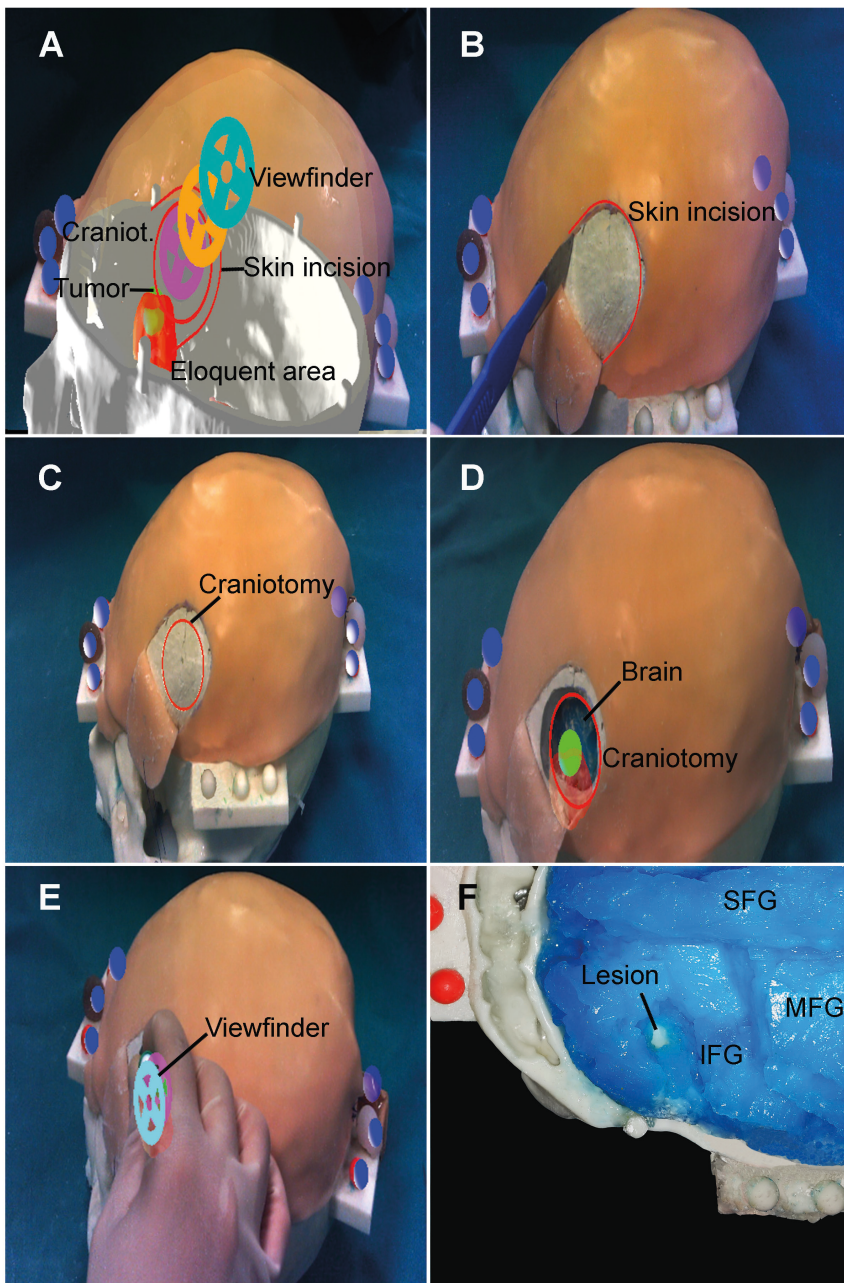 A
Viewfinder
Craniot.
Skin incision
Tumor
Eloquent area
B
Skin incision
C
Craniotomy
D
Brain
Craniotomy
E
Viewfinder
F
SFG
Lesion
MFG
IFG